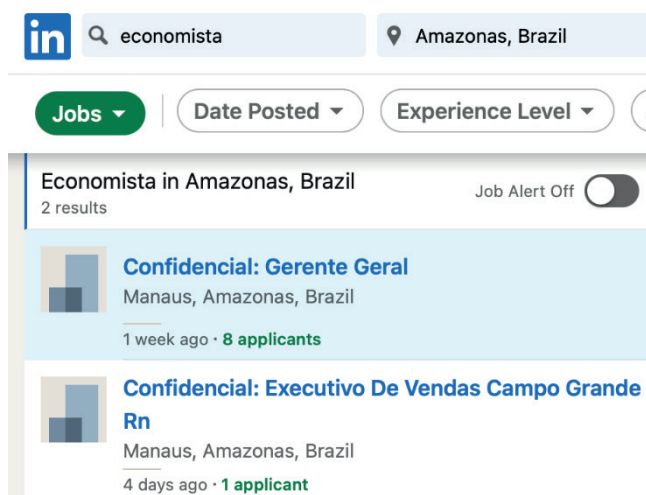 in
economista
Amazonas, Brazil
Jobs
Date Posted
Experience Level
Economista in Amazonas, Brazil
Job Alert Off
2 results
Confidencial: Gerente Geral
Manaus, Amazonas, Brazil
1 week ago · 8 applicants
Confidencial: Executivo De Vendas Campo Grande
Rn
Manaus, Amazonas, Brazil
4 days ago · 1 applicant